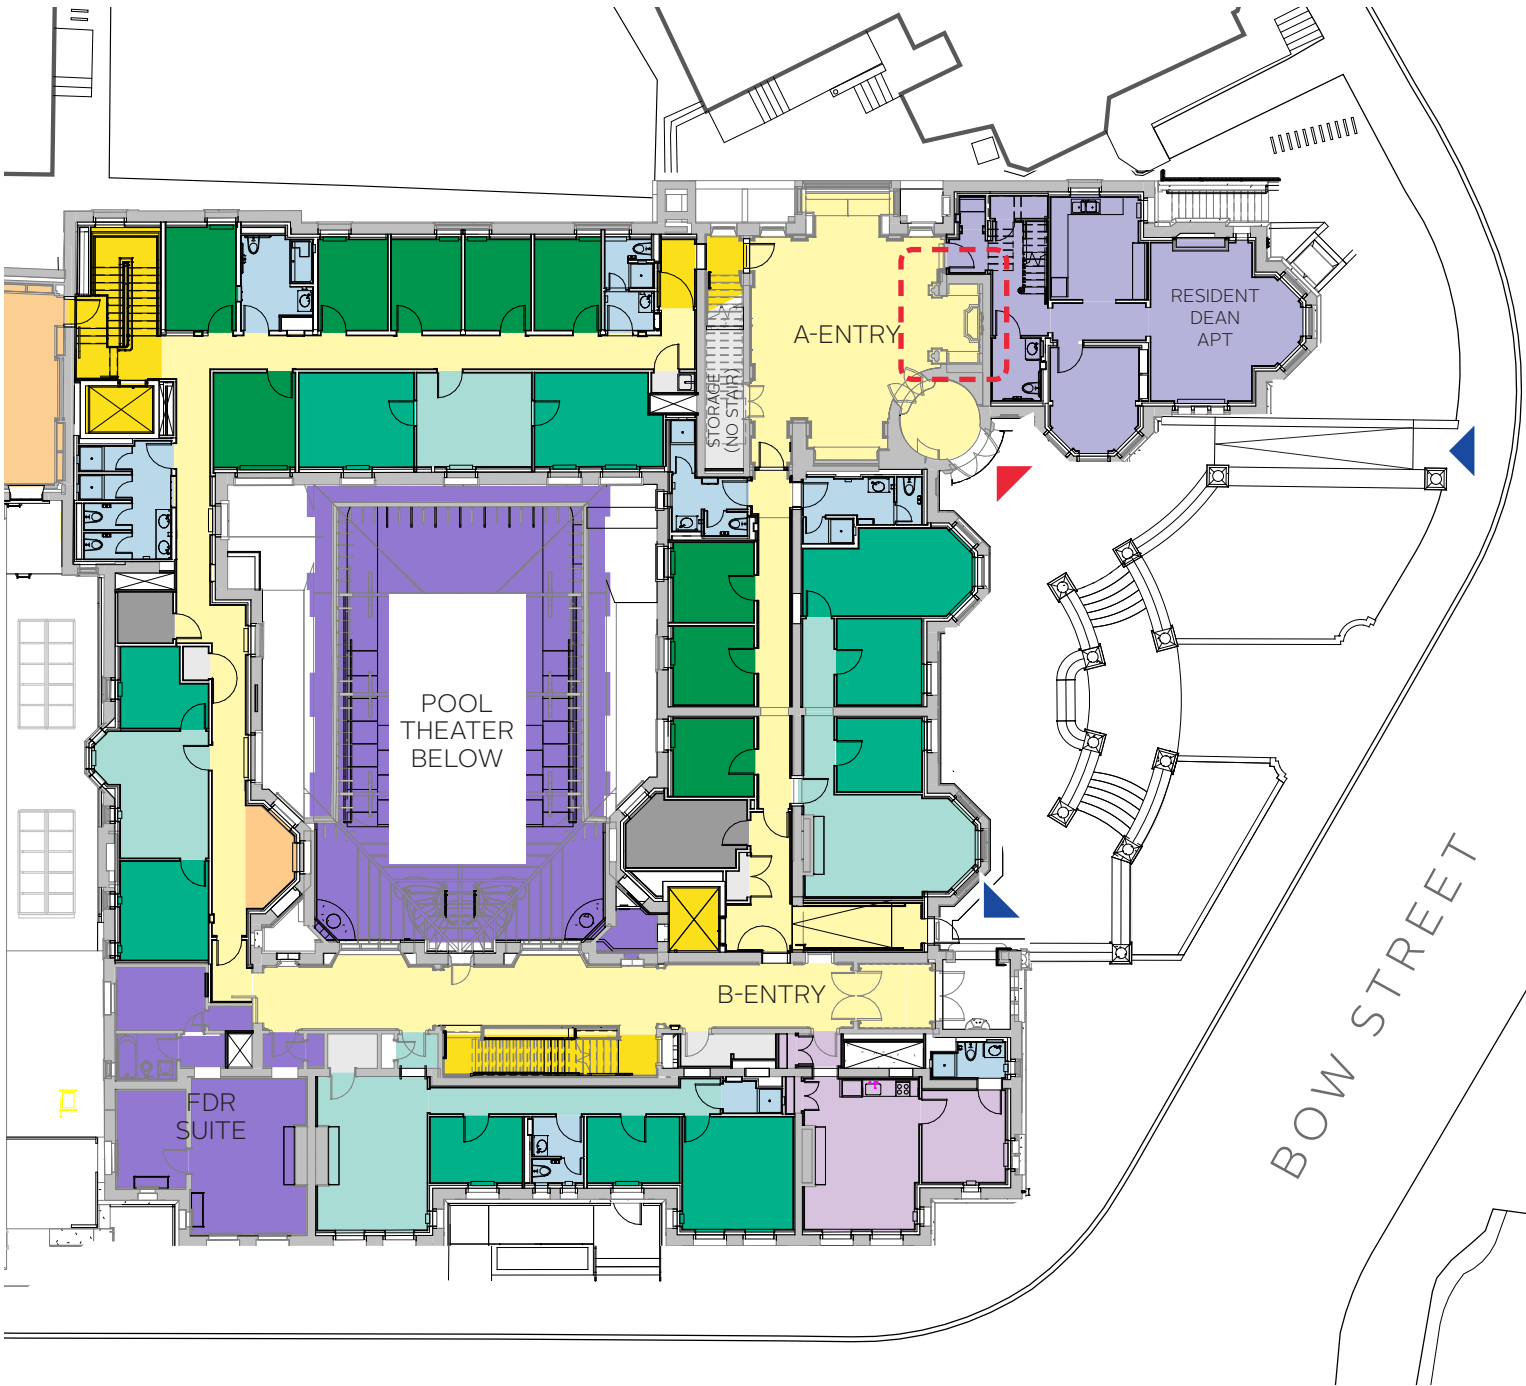 RESIDENT
DEAN
APT
A-ENTRY
STORAGE
(NO STAIR)
POOL
THEATER
BELOW
B-ENTRY
FDR
SUITE
BOW STREET